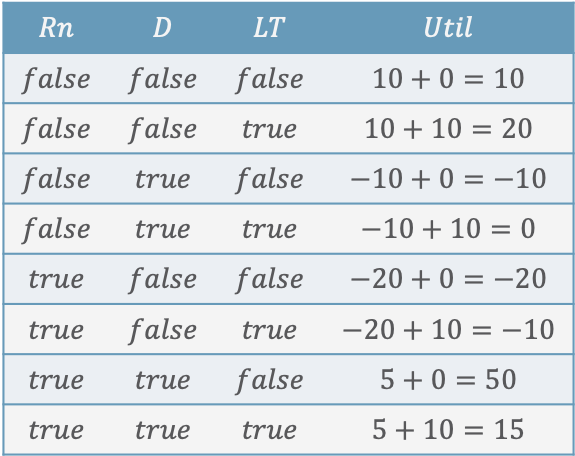 Rn D LT Util
false false false 10 + 0 = 10
false false true 10 + 10 = 20
false true false −10 + 0 = −10
false true true −10 + 10 = 0
true false false −20 + 0 = −20
true false true −20 + 10 = −10
true true false 5 + 0 = 50
true true true 5 + 10 = 15